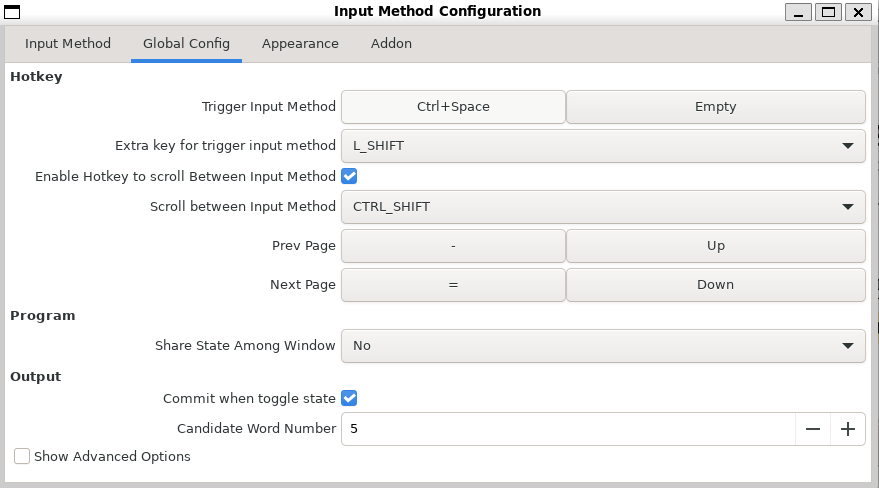 Input Method Configuration
Input Method Global Config Appearance Addon
Hotkey
Trigger Input Method Ctrl+Space Empty
Extra key for trigger input method L_SHIFT
Enable Hotkey to scroll Between Input Method
Scroll between Input Method CTRL_SHIFT
Prev Page - Up
Next Page = Down
Program
Share State Among Window No
Output
Commit when toggle state
Candidate Word Number 5
Show Advanced Options